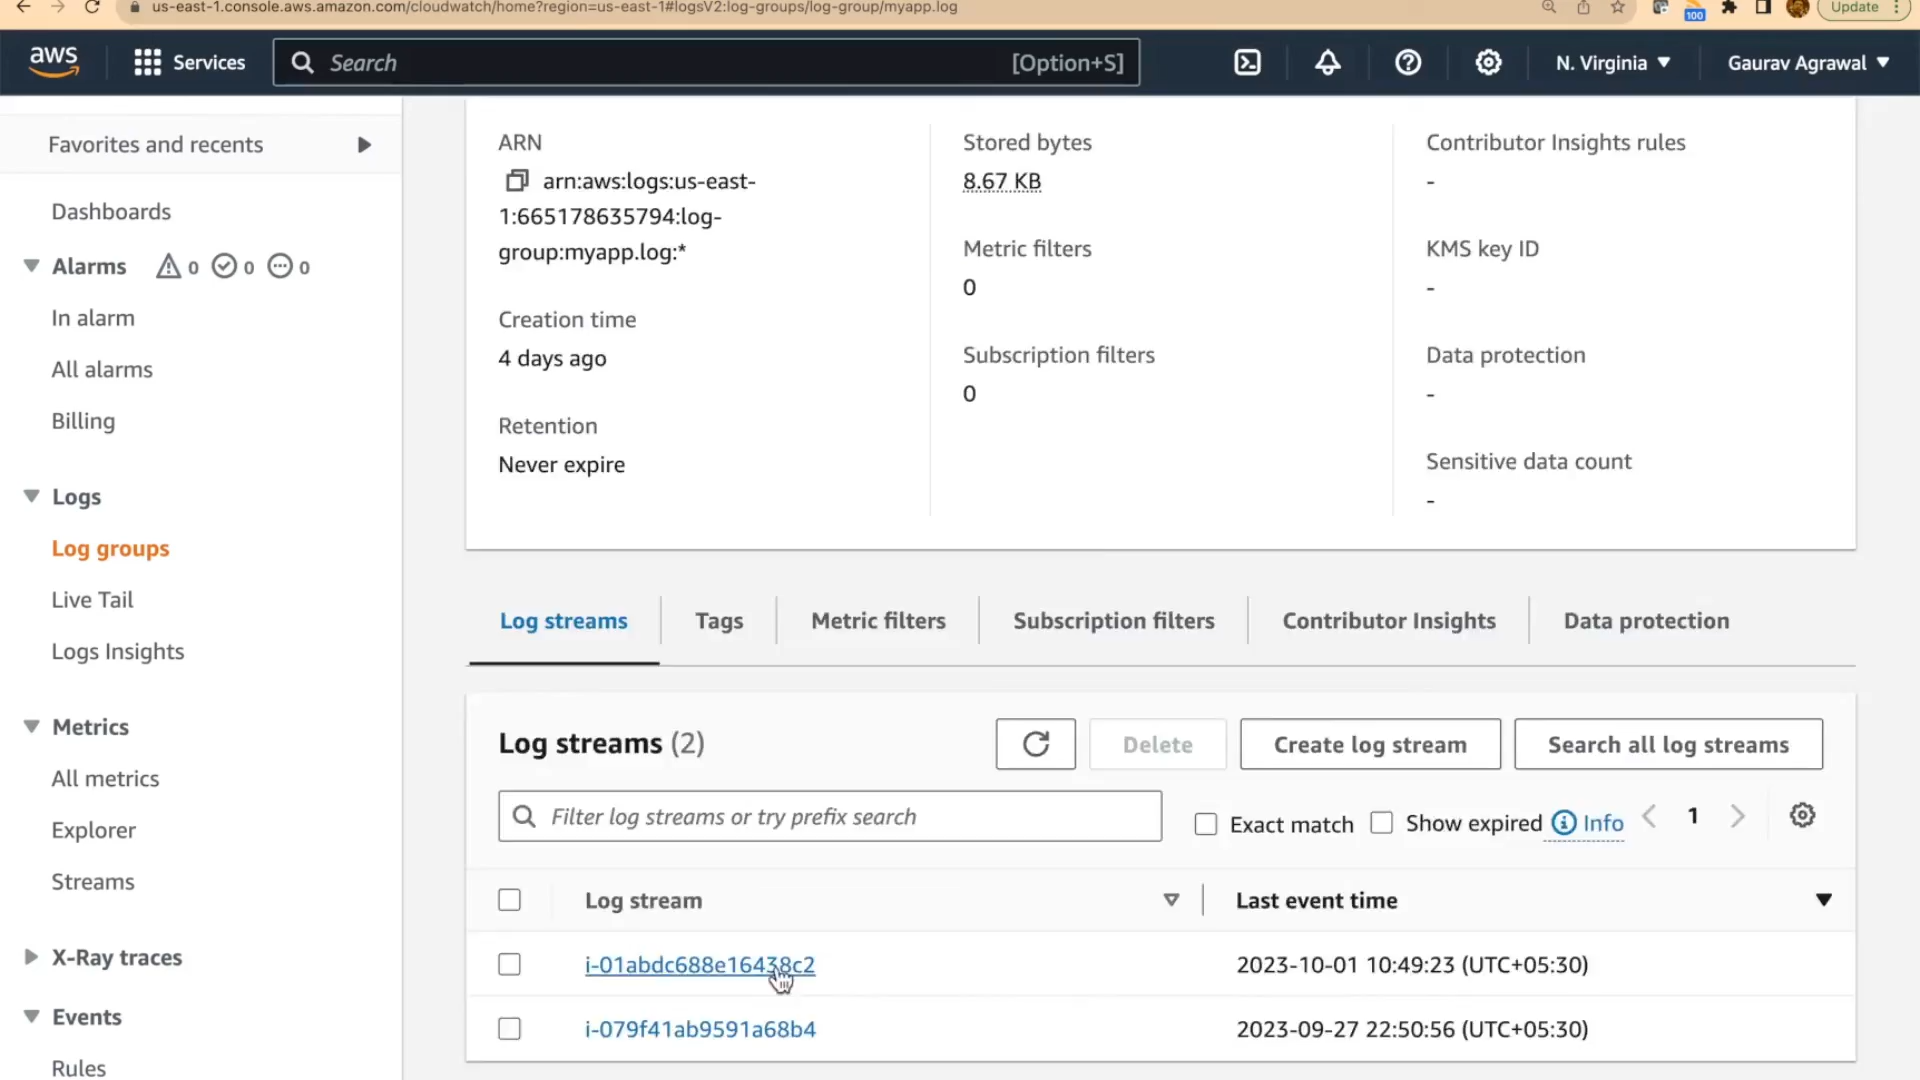 us-east-1.console.aws.amazon.com/cloudwatch/home?region=us-east-1#logsV2:log-groups/log-group/myapp.log
100
Update
aws
Services
Search
[Option+S]
N. Virginia
Gaurav Agrawal
Favorites and recents
Dashboards
Alarms 0 0 0
In alarm
All alarms
Billing
Logs
Log groups
Live Tail
Logs Insights
Metrics
All metrics
Explorer
Streams
X-Ray traces
Events
Rules
ARN
arn:aws:logs:us-east-
1:665178635794:log-
group:myapp.log:*
Creation time
4 days ago
Retention
Never expire
Stored bytes
8.67 KB
Metric filters
0
Subscription filters
0
Contributor Insights rules
-
KMS key ID
-
Data protection
-
Sensitive data count
-
Log streams
Tags
Metric filters
Subscription filters
Contributor Insights
Data protection
Log streams (2)
Delete
Create log stream
Search all log streams
Filter log streams or try prefix search
Exact match
Show expired
Info
1
Log stream
Last event time
i-01abdc688e16438c2
2023-10-01 10:49:23 (UTC+05:30)
i-079f41ab9591a68b4
2023-09-27 22:50:56 (UTC+05:30)